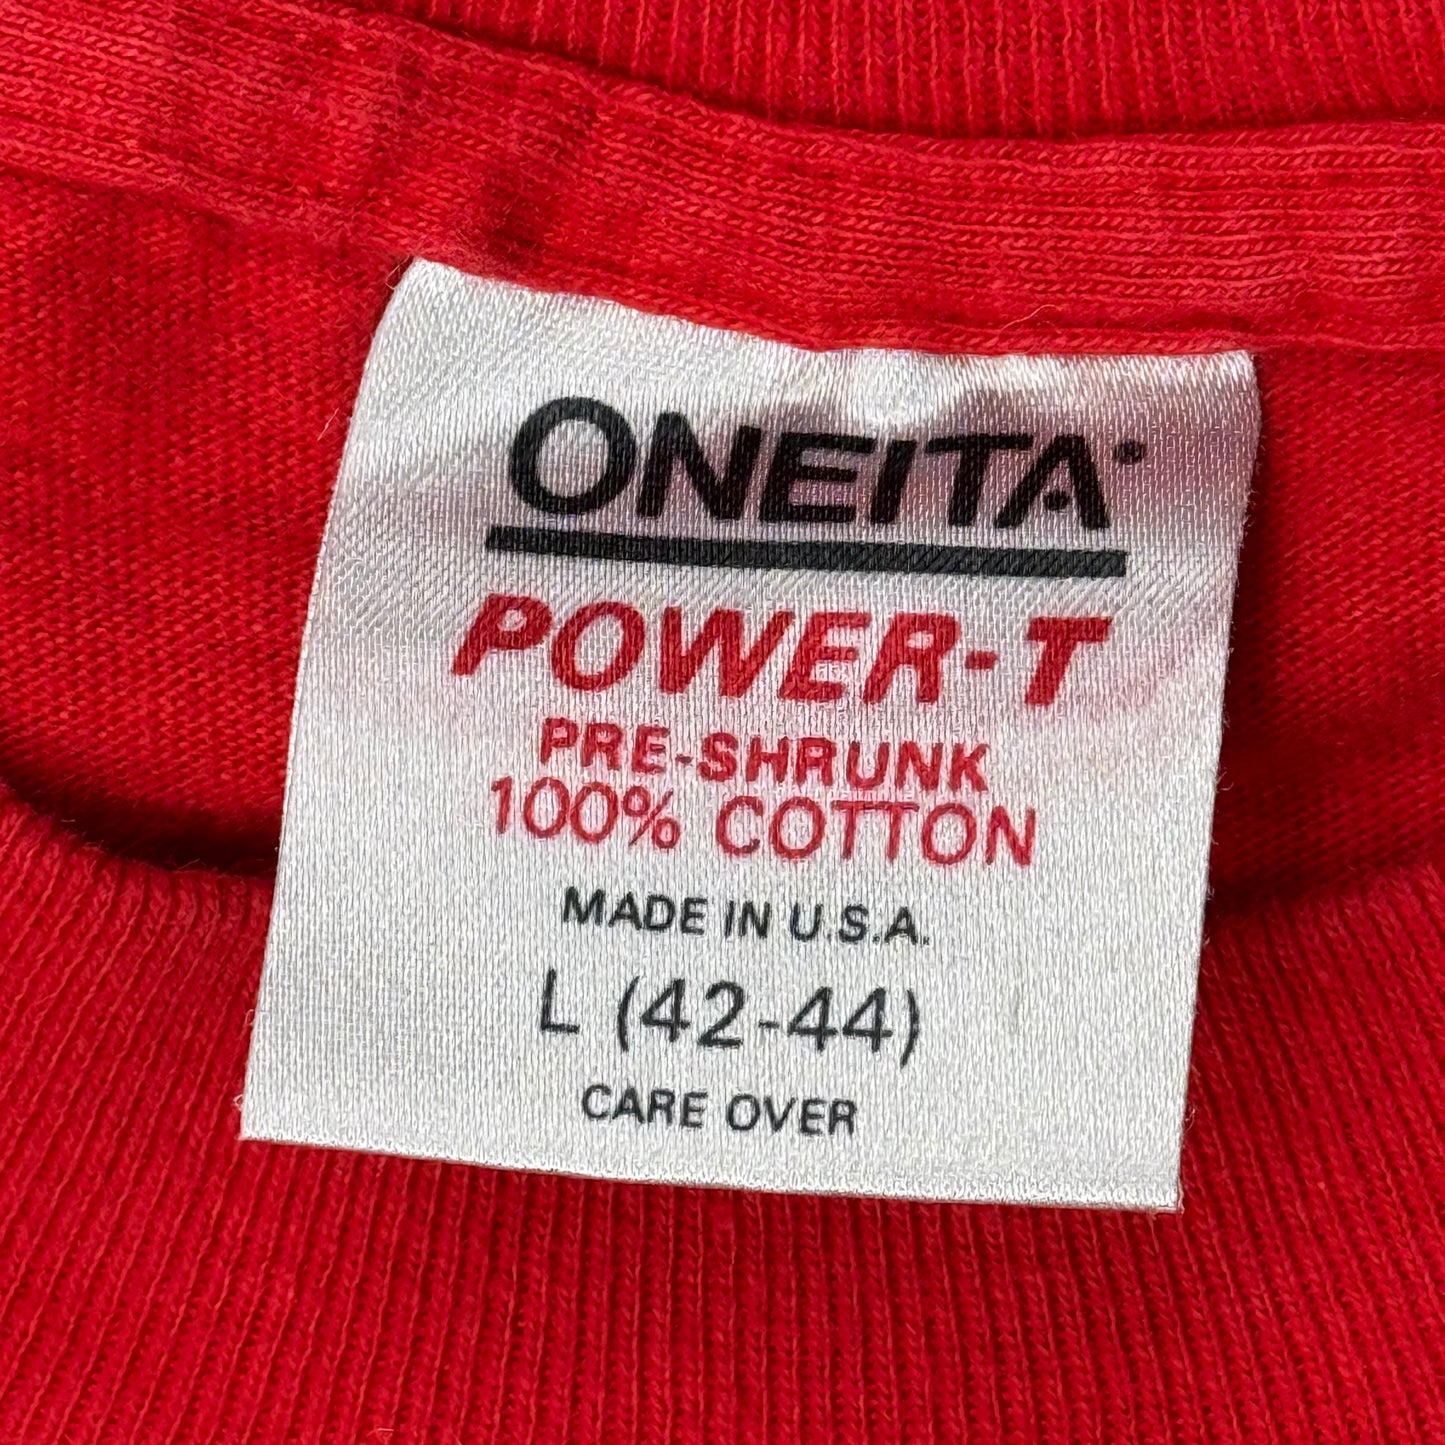 ONEITA®
POWER-T
PRE-SHRUNK
100% COTTON
MADE IN U.S.A.
L (42-44)
CARE OVER